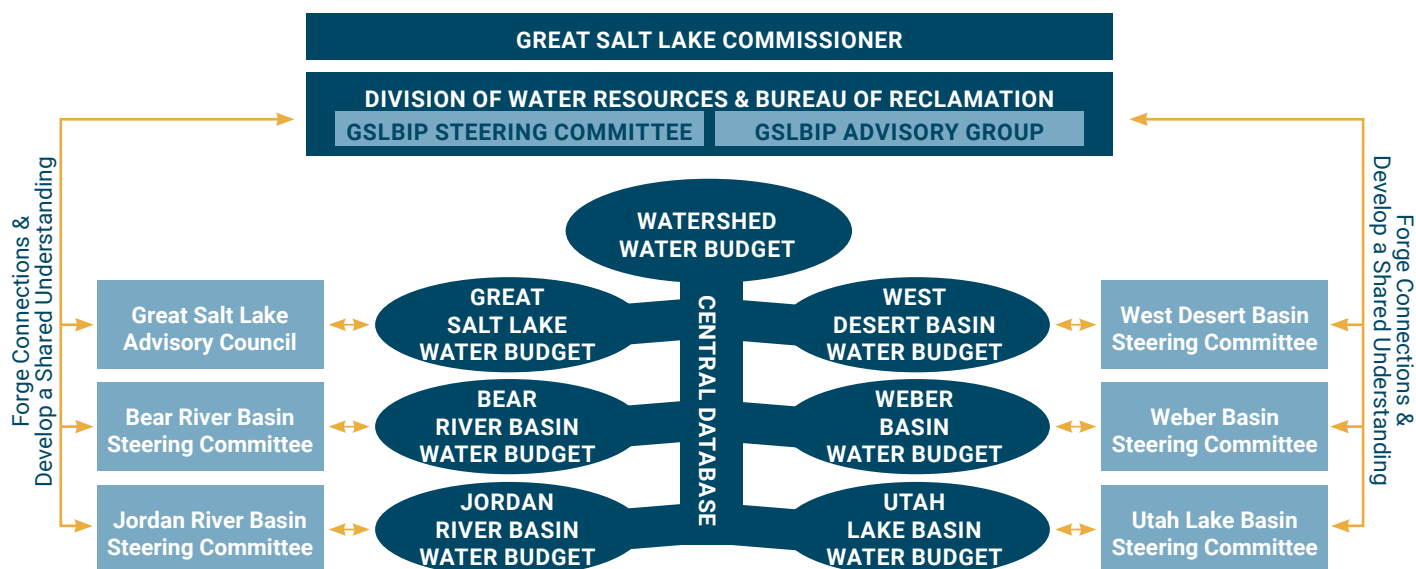 GREAT SALT LAKE COMMISSIONER
DIVISION OF WATER RESOURCES & BUREAU OF RECLAMATION
GSLBIP STEERING COMMITTEE
GSLBIP ADVISORY GROUP
Forge Connections &
Develop a Shared Understanding
WATERSHED
WATER BUDGET
CENTRAL DATABASE
Great Salt Lake
Advisory Council
GREAT
SALT LAKE
WATER BUDGET
WEST
DESERT BASIN
WATER BUDGET
West Desert Basin
Steering Committee
Bear River Basin
Steering Committee
BEAR
RIVER BASIN
WATER BUDGET
WEBER
BASIN
WATER BUDGET
Weber Basin
Steering Committee
Jordan River Basin
Steering Committee
JORDAN
RIVER BASIN
WATER BUDGET
UTAH
LAKE BASIN
WATER BUDGET
Utah Lake Basin
Steering Committee
Forge Connections &
Develop a Shared Understanding